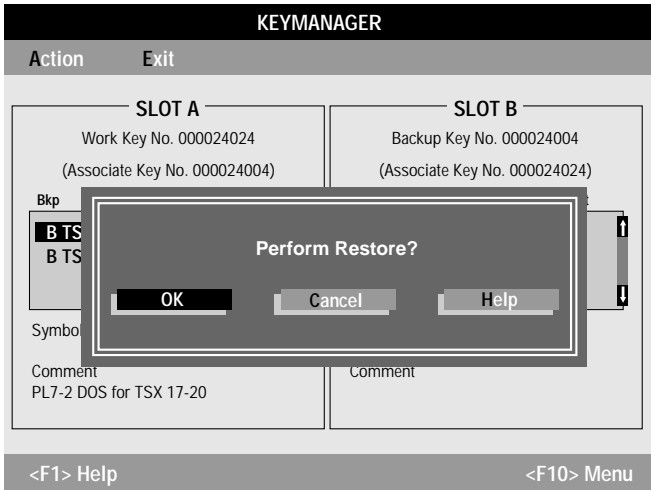 KEYMANAGER
Action Exit
SLOT A
Work Key No. 000024024
(Associate Key No. 000024004)
Bkp
B TS
B TS
Symbol
Comment
PL7-2 DOS for TSX 17-20
SLOT B
Backup Key No. 000024004
(Associate Key No. 000024024)
Comment
Perform Restore?
OK Cancel Help
<F1> Help <F10> Menu